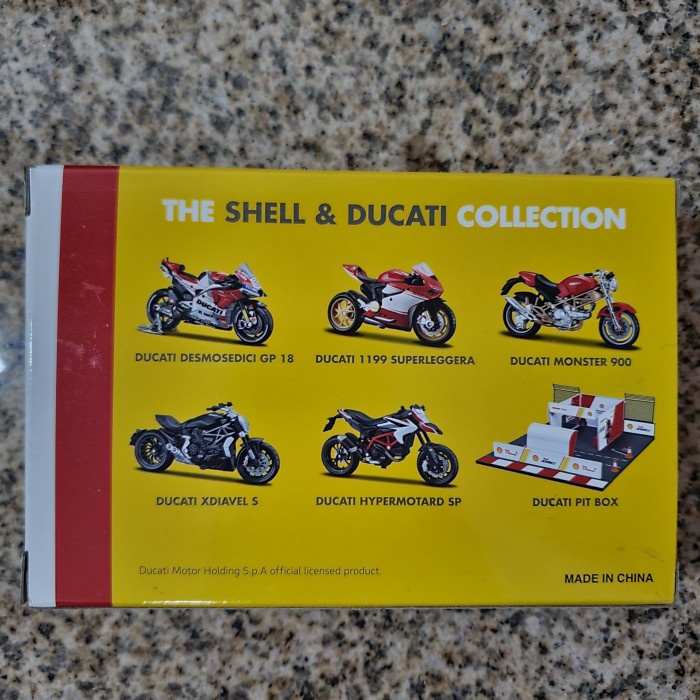 THE SHELL & DUCATI COLLECTION
DUCATI
DUCATI DESMOSEDICI GP 18
DUCATI 1199 SUPERLEGGERA
DUCATI MONSTER 900
DUCATI XDIAVEL S
DUCATI HYPERMOTARD SP
DUCATI PIT BOX
Ducati Motor Holding S.p.A official licensed product.
MADE IN CHINA